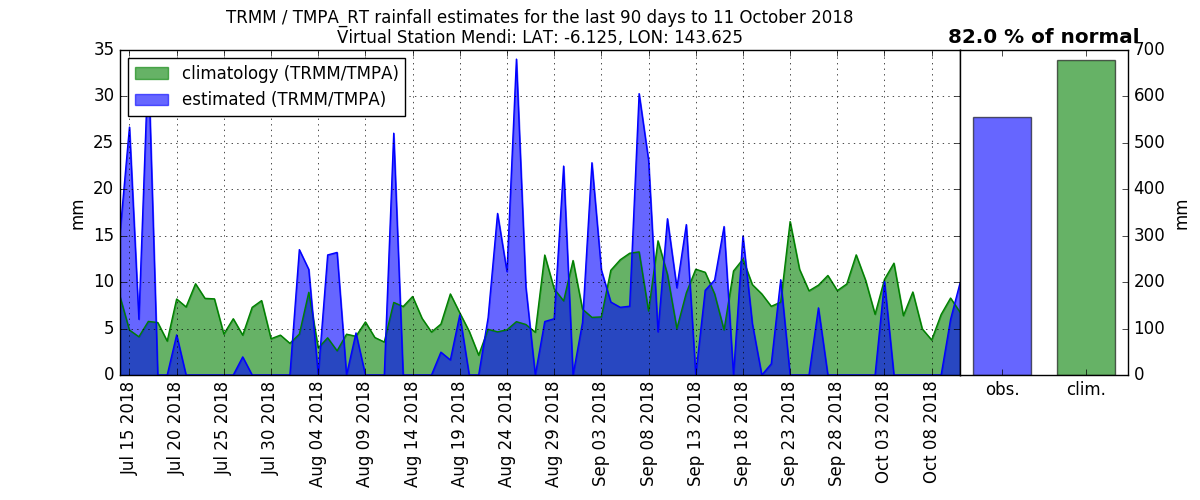 TRMM / TMPA_RT rainfall estimates for the last 90 days to 11 October 2018
Virtual Station Mendi: LAT: -6.125, LON: 143.625
82.0 % of normal
climatology (TRMM/TMPA)
estimated (TRMM/TMPA)
35
30
25
20
15
10
5
0
mm
Jul 15 2018
Jul 20 2018
Jul 25 2018
Jul 30 2018
Aug 04 2018
Aug 09 2018
Aug 14 2018
Aug 19 2018
Aug 24 2018
Aug 29 2018
Sep 03 2018
Sep 08 2018
Sep 13 2018
Sep 18 2018
Sep 23 2018
Sep 28 2018
Oct 03 2018
Oct 08 2018
obs.
clim.
700
600
500
400
300
200
100
0
mm